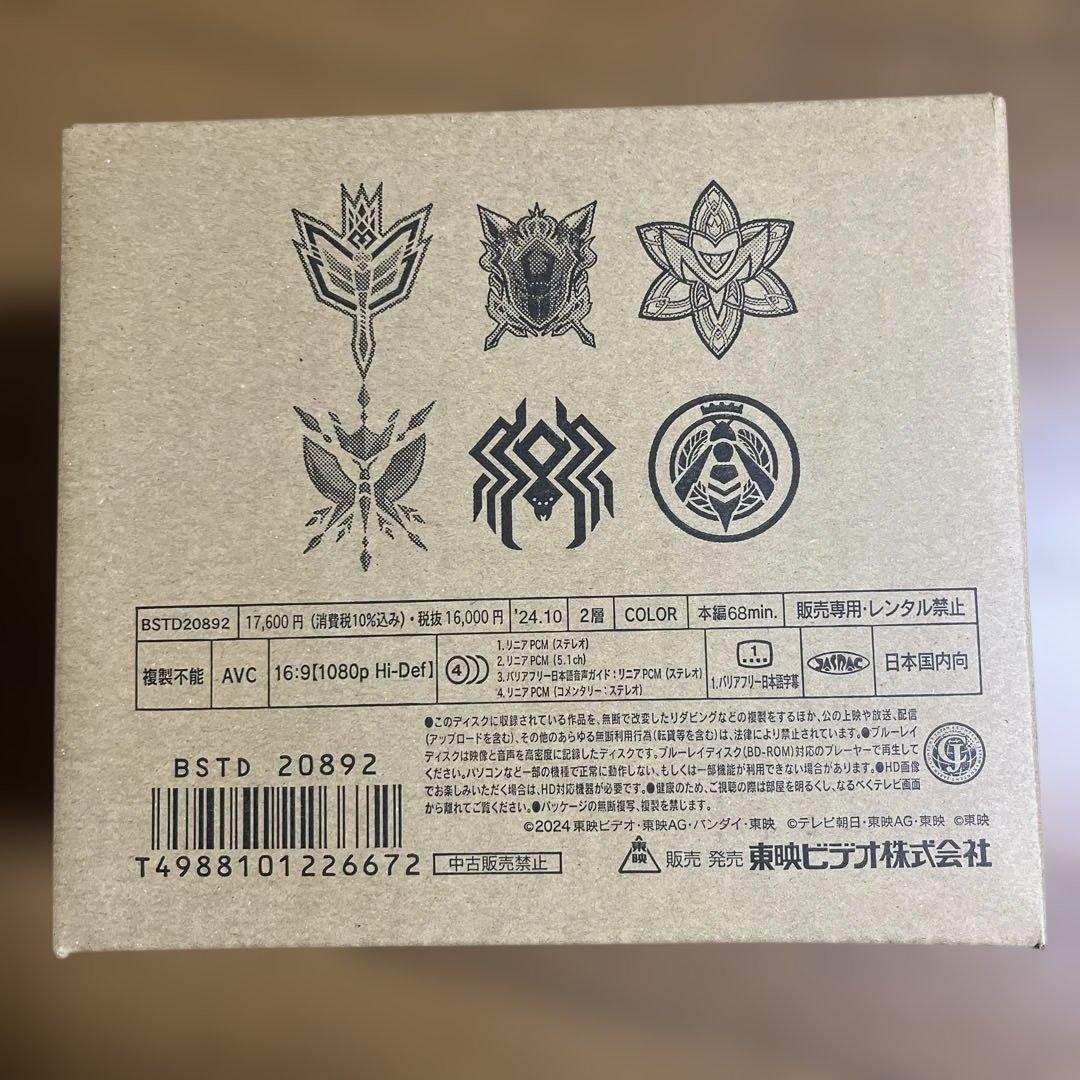 BSTD20892 17,600円(消費税10%込み)・税抜16,000円 '24.10 2層 COLOR 本編68min. 販売専用・レンタル禁止
複製不能 AVC 16:9[1080p Hi-Def] 4 1. リニアPCM(ステレオ)
2. リニアPCM(5.1ch)
3. バリアフリー日本語音声ガイド:リニアPCM(ステレオ)
4. リニアPCM(コメンタリー:ステレオ)
1
1. バリアフリー日本語字幕
JASRAC 日本国内向
●このディスクに収録されている作品を、無断で改変したりダビングなどの複製をするほか、公の上映や放送、配信
(アップロードを含む)、その他のあらゆる無断利用行為(転貸等を含む)は、法律により禁止されています。●ブルーレイ
ディスクは映像と音声を高密度に記録したディスクです。ブルーレイディスク(BD-ROM)対応のプレーヤーで再生して
ください。パソコンなど一部の機種で正常に動作しない、もしくは一部機能が利用できない場合があります。●HD画像
でお楽しみいただく場合は、HD対応機器が必要です。●健康のため、ご視聴の際は部屋を明るくし、なるべくテレビ画面
から離れてご覧ください。●パッケージの無断複写、複製を禁じます。
©2024 東映ビデオ・東映AG・バンダイ・東映 ©テレビ朝日・東映AG・東映 ©東映
BSTD 20892
T4988101226672
中古販売禁止
東映 販売 発売 東映ビデオ株式会社